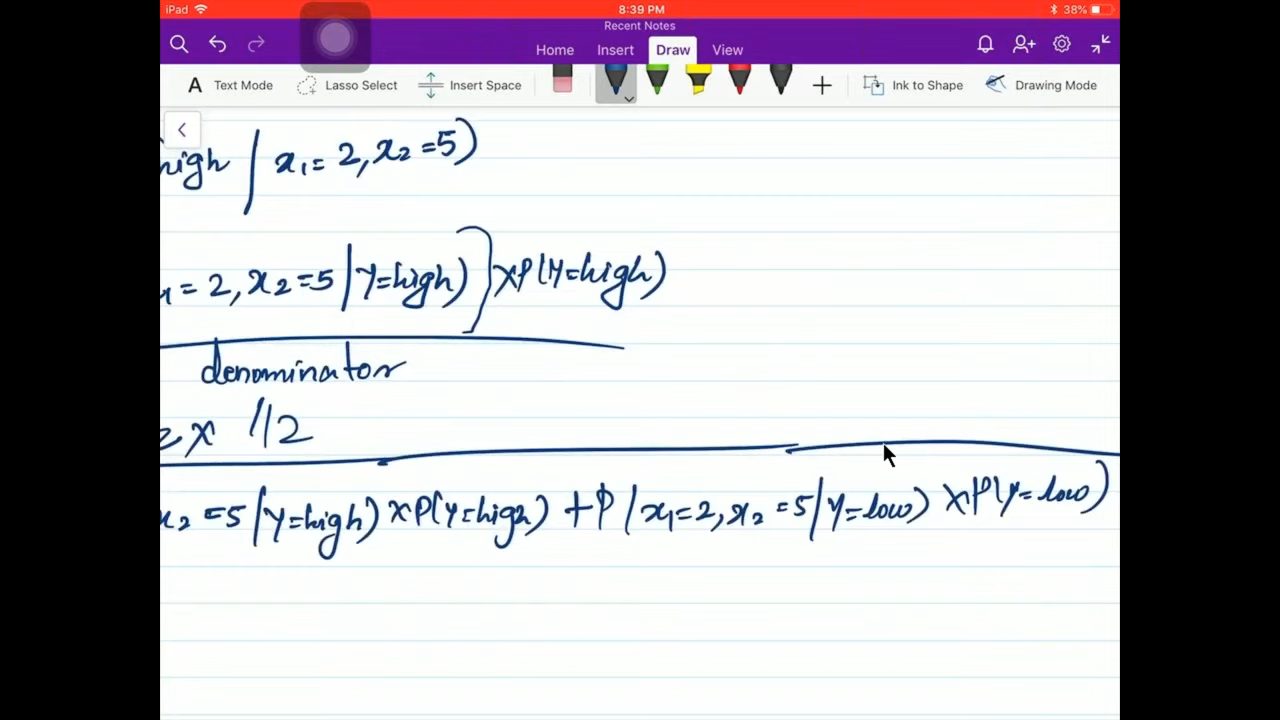 iPad 8:39 PM 38%
Recent Notes
Home Insert Draw View
A Text Mode Lasso Select Insert Space + Ink to Shape Drawing Mode
high | x₁ = 2, x₂ = 5)
= 2, x₂ = 5 | Y=high) ] x P(Y=high)
denominator
x 1/2
x₂ = 5 | Y=high) x P(Y=high) + P(x₁=2, x₂ = 5 | Y=low) x P(Y=low)